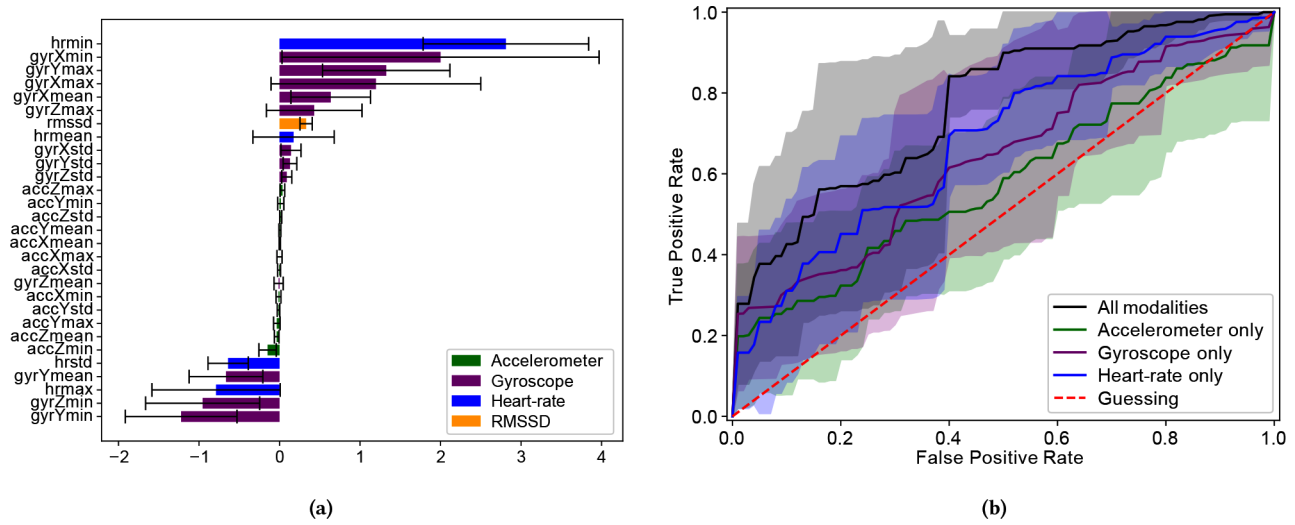 hrmin
gyrXmin
gyrYmax
gyrXmax
gyrXmean
gyrZmax
rmssd
hrmean
gyrXstd
gyrYstd
gyrZstd
accZmax
accYmin
accZstd
accYmean
accXmean
accXmax
accXstd
gyrZmean
accXmin
accYstd
accYmax
accZmean
accZmin
hrstd
gyrYmean
hrmax
gyrZmin
gyrYmin
Accelerometer
Gyroscope
Heart-rate
RMSSD
−2 −1 0 1 2 3 4
(a)
True Positive Rate
1.0
0.8
0.6
0.4
0.2
0.0
All modalities
Accelerometer only
Gyroscope only
Heart-rate only
Guessing
0.0 0.2 0.4 0.6 0.8 1.0
False Positive Rate
(b)